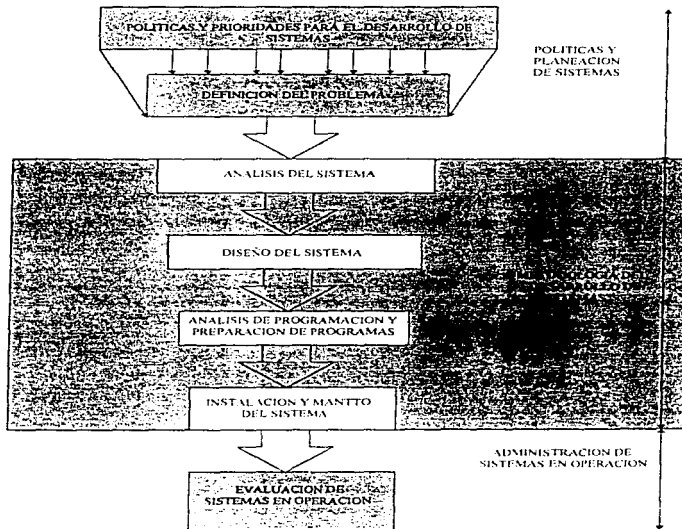 POLITICAS Y PRIORIDADES PARA EL DESARROLLO DE
SISTEMAS
POLITICAS Y
PLANEACION
DE SISTEMAS
DEFINICION DEL PROBLEMA
ANALISIS DEL SISTEMA
DISEÑO DEL SISTEMA
DEL
DE
ANALISIS DE PROGRAMACION Y
PREPARACION DE PROGRAMAS
INSTALACION Y MANTTO
DEL SISTEMA
ADMINISTRACION DE
SISTEMAS EN OPERACION
EVALUACION DE
SISTEMAS EN OPERACION